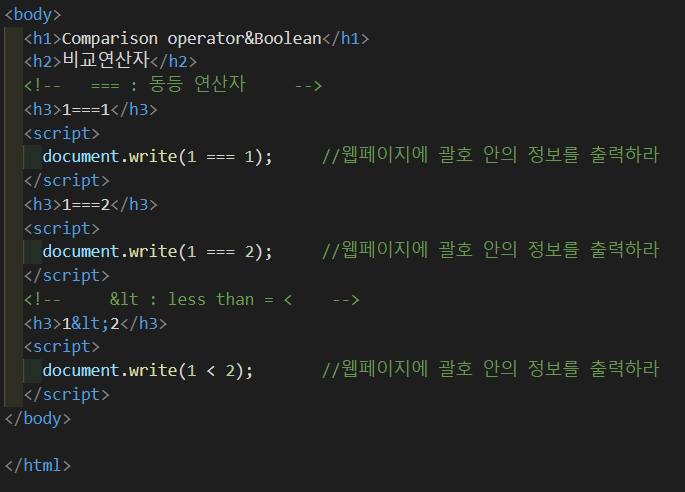 <body>
<h1>Comparison operator&Boolean</h1>
<h2>비교연산자</h2>
<!-- === : 동등 연산자 -->
<h3>1===1</h3>
<script>
document.write(1 === 1); //웹페이지에 괄호 안의 정보를 출력하라
</script>
<h3>1===2</h3>
<script>
document.write(1 === 2); //웹페이지에 괄호 안의 정보를 출력하라
</script>
<!-- &lt : less than = < -->
<h3>1&lt;2</h3>
<script>
document.write(1 < 2); //웹페이지에 괄호 안의 정보를 출력하라
</script>
</body>
</html>